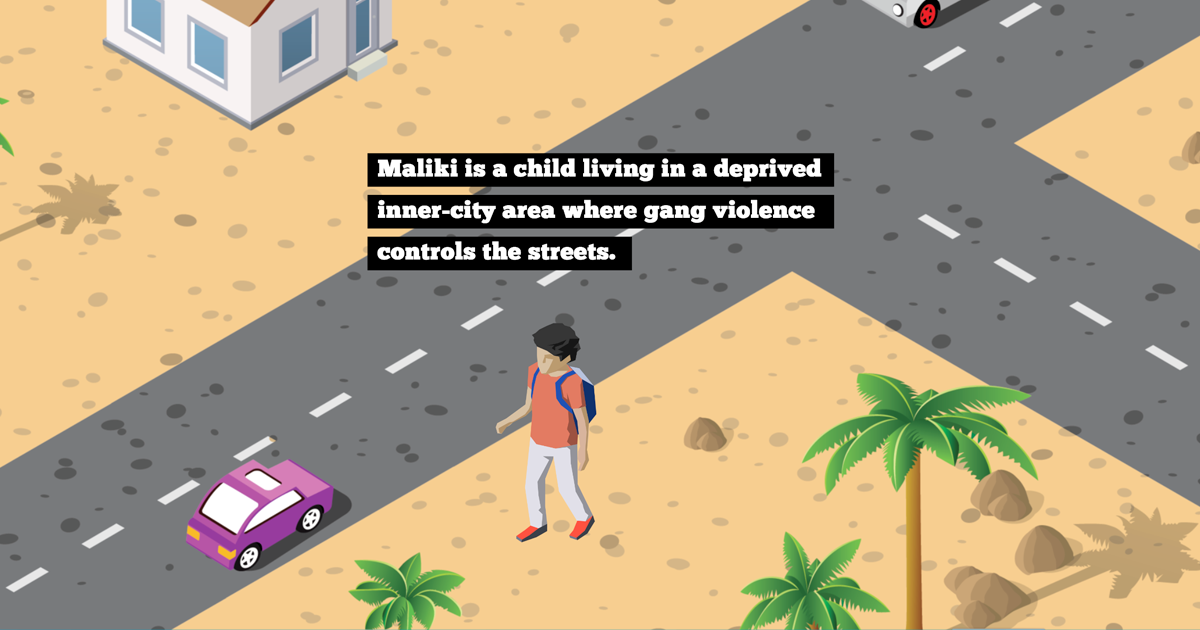 Maliki is a child living in a deprived
inner-city area where gang violence
controls the streets.